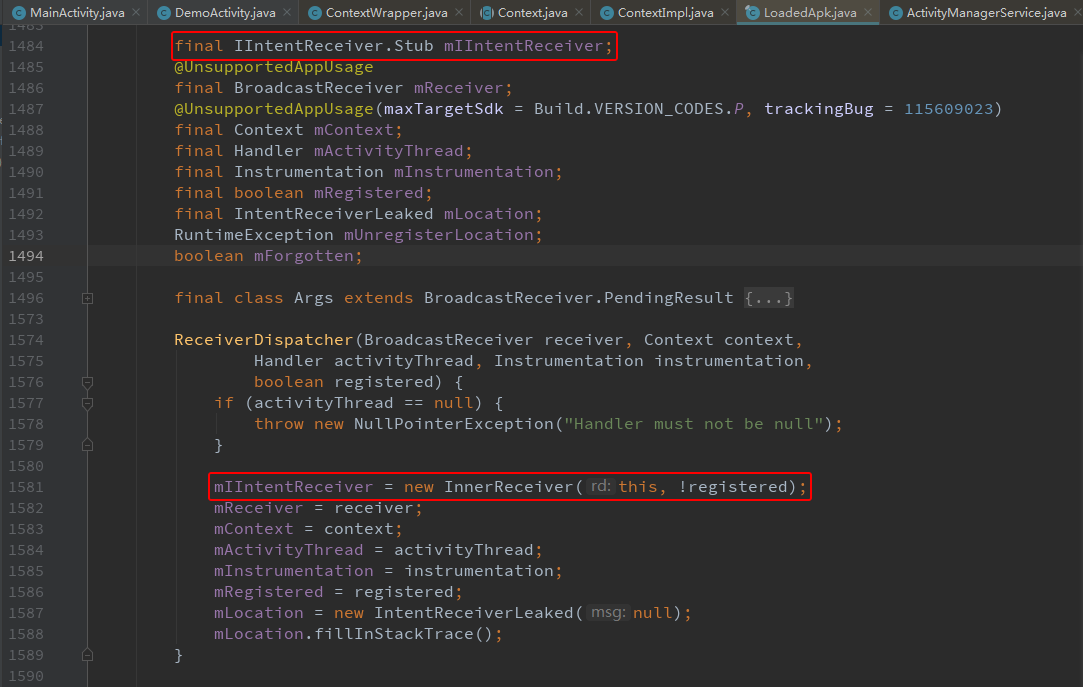 MainActivity.java × DemoActivity.java × ContextWrapper.java × Context.java × ContextImpl.java × LoadedApk.java × ActivityManagerService.java ×
1484 final IIntentReceiver.Stub mIIntentReceiver;
1485 @UnsupportedAppUsage
1486 final BroadcastReceiver mReceiver;
1487 @UnsupportedAppUsage(maxTargetSdk = Build.VERSION_CODES.P, trackingBug = 115609023)
1488 final Context mContext;
1489 final Handler mActivityThread;
1490 final Instrumentation mInstrumentation;
1491 final boolean mRegistered;
1492 final IntentReceiverLeaked mLocation;
1493 RuntimeException mUnregisterLocation;
1494 boolean mForgotten;
1495
1496 final class Args extends BroadcastReceiver.PendingResult {...}
1573
1574 ReceiverDispatcher(BroadcastReceiver receiver, Context context,
1575 Handler activityThread, Instrumentation instrumentation,
1576 boolean registered) {
1577 if (activityThread == null) {
1578 throw new NullPointerException("Handler must not be null");
1579 }
1580
1581 mIIntentReceiver = new InnerReceiver( rd: this, !registered);
1582 mReceiver = receiver;
1583 mContext = context;
1584 mActivityThread = activityThread;
1585 mInstrumentation = instrumentation;
1586 mRegistered = registered;
1587 mLocation = new IntentReceiverLeaked( msg: null);
1588 mLocation.fillInStackTrace();
1589 }
1590